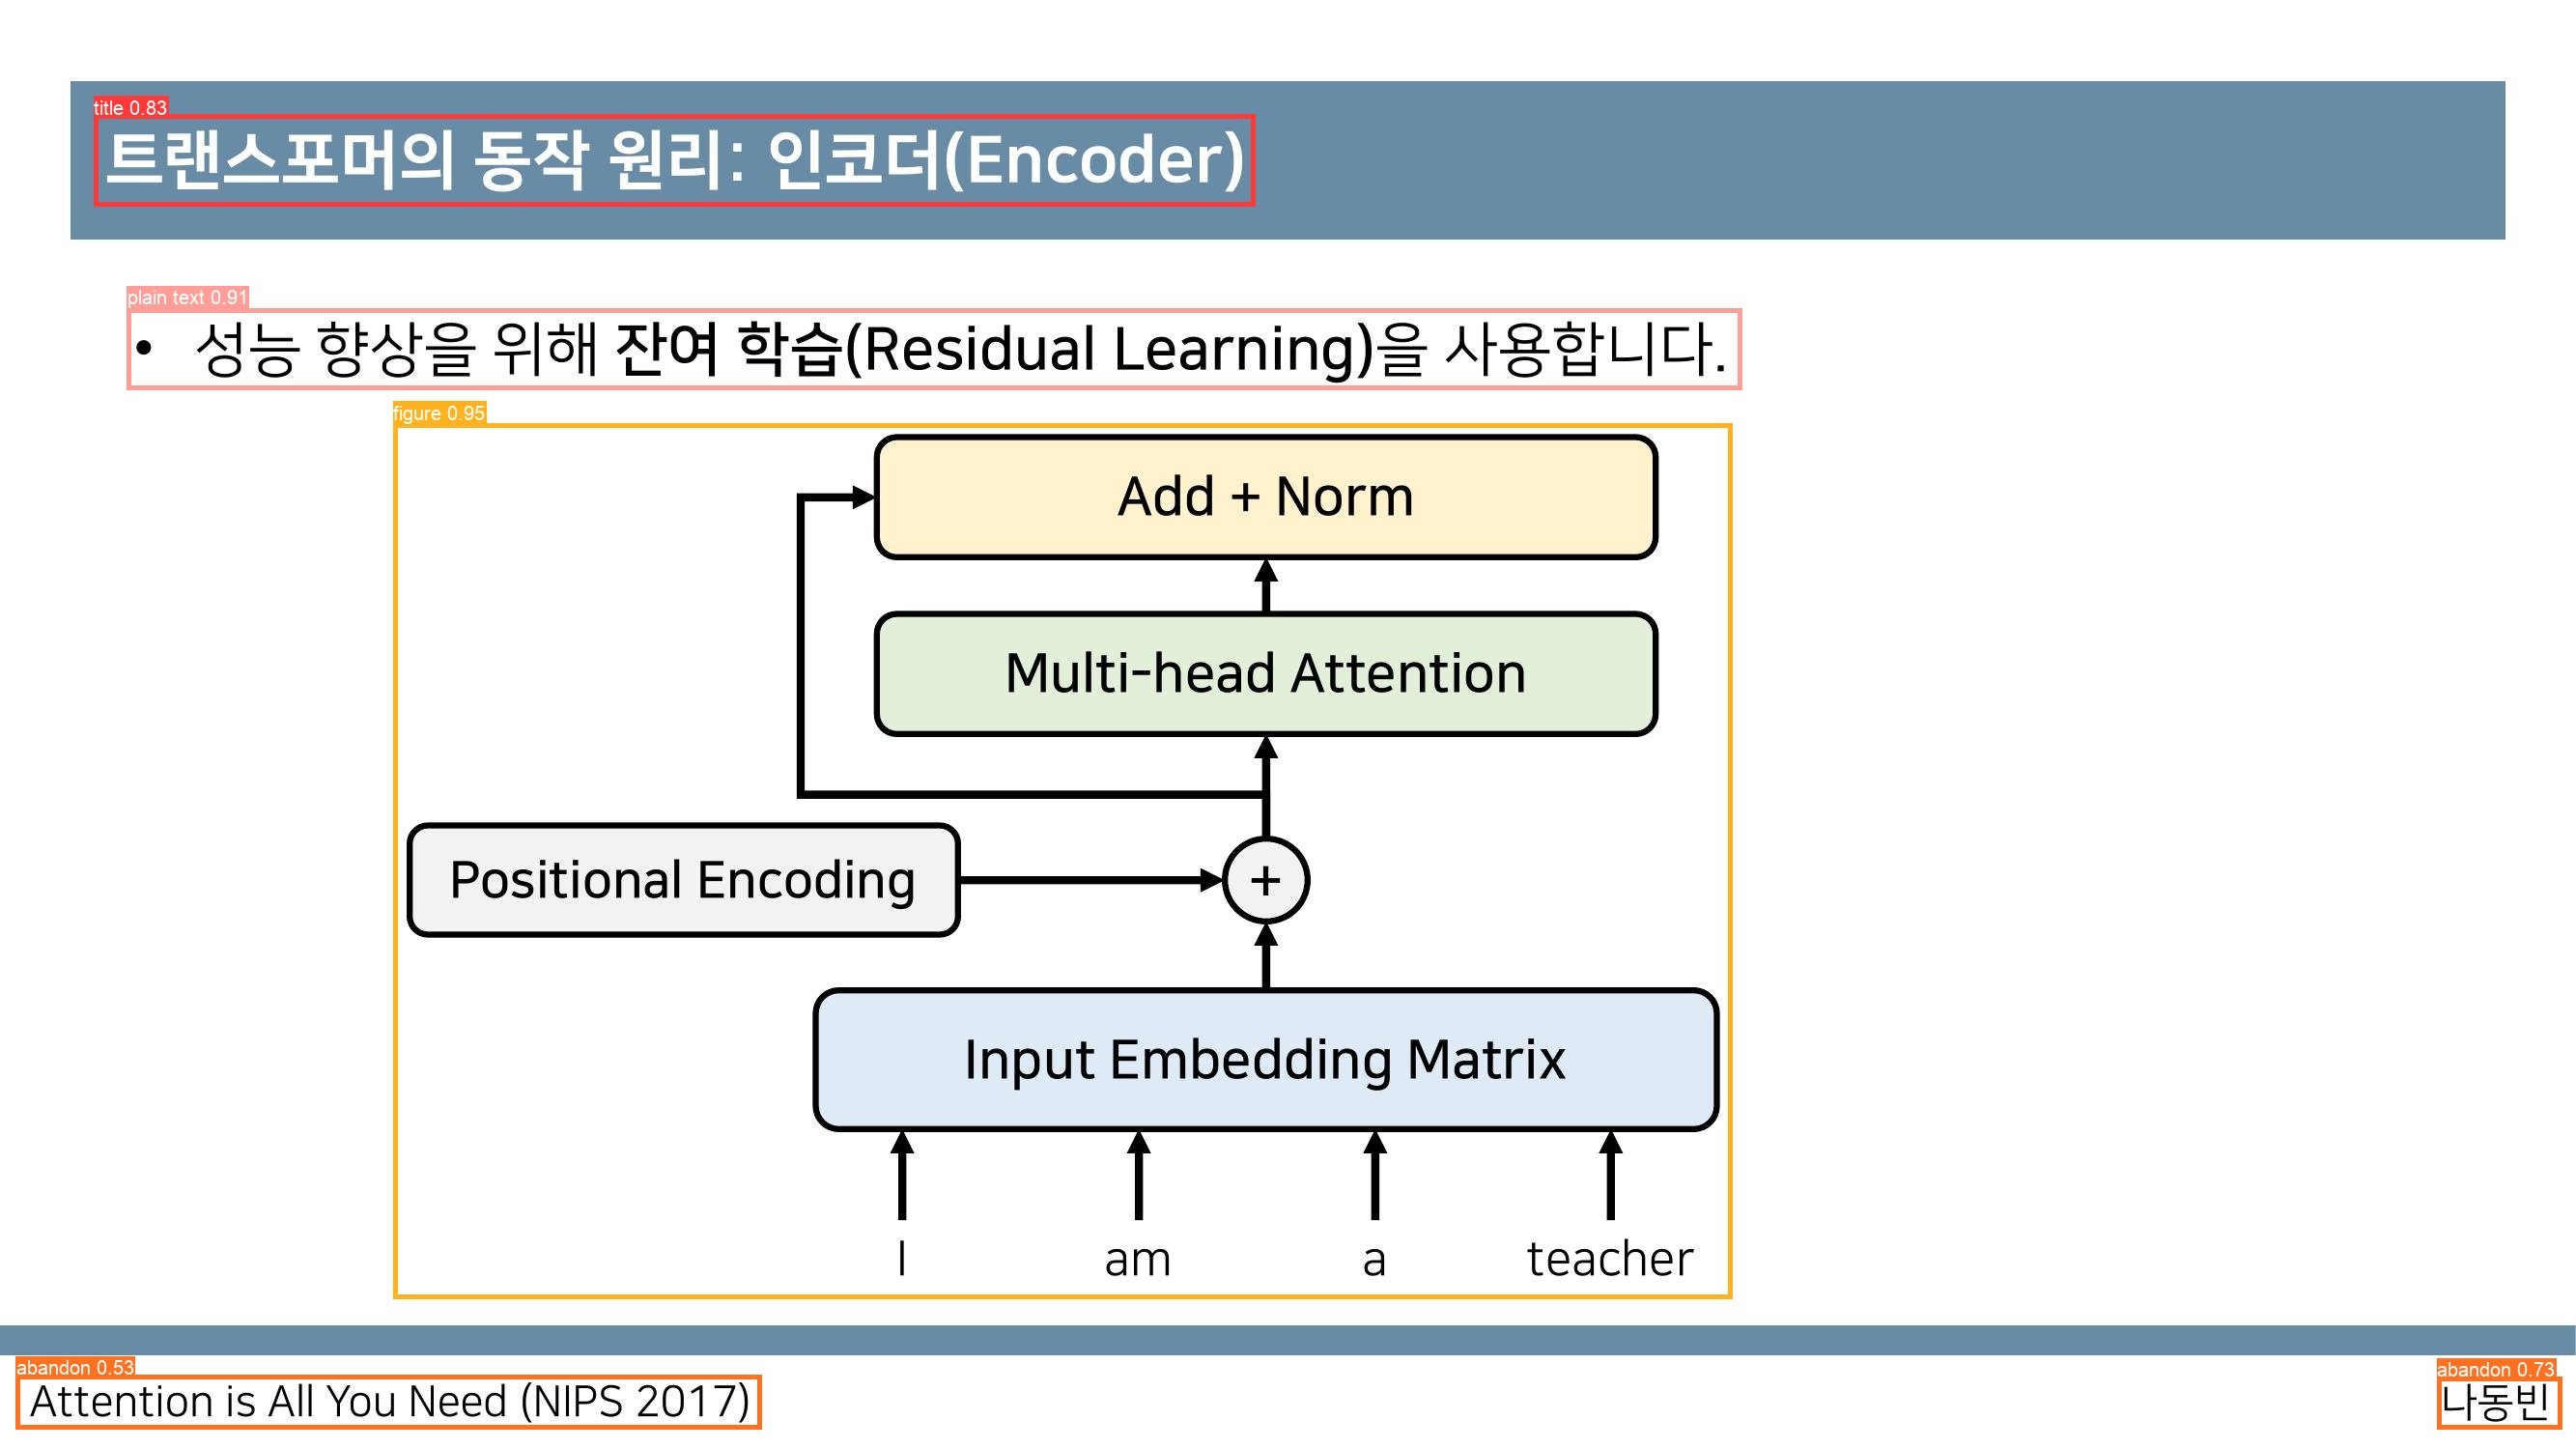 title 0.83
트랜스포머의 동작 원리: 인코더(Encoder)
plain text 0.91
• 성능 향상을 위해 잔여 학습(Residual Learning)을 사용합니다.
figure 0.95
Add + Norm
Multi-head Attention
Positional Encoding
+
Input Embedding Matrix
I am a teacher
abandon 0.53
Attention is All You Need (NIPS 2017)
abandon 0.73
나동빈